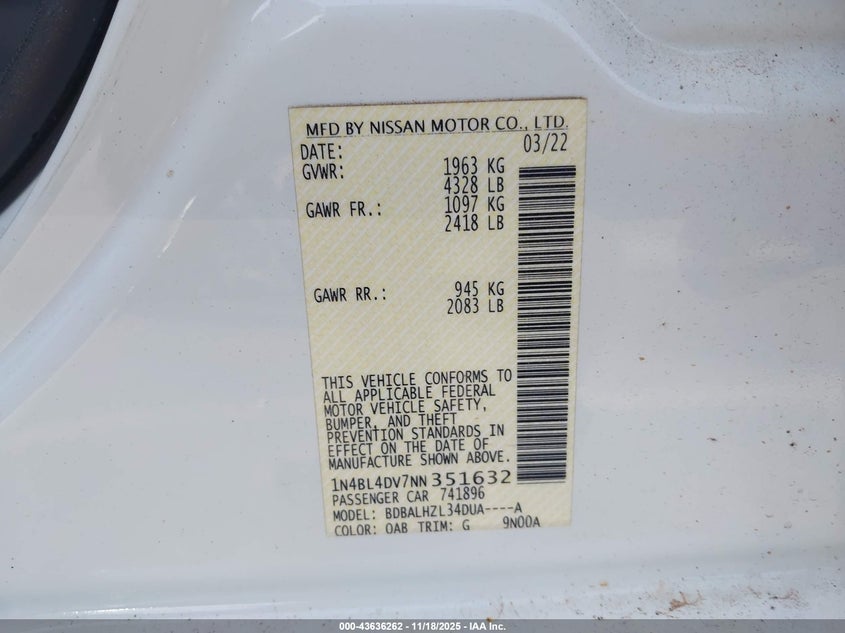 MFD BY NISSAN MOTOR CO., LTD.
DATE: 03/22
GVWR: 1963 KG
4328 LB
GAWR FR.: 1097 KG
2418 LB
GAWR RR.: 945 KG
2083 LB
THIS VEHICLE CONFORMS TO
ALL APPLICABLE FEDERAL
MOTOR VEHICLE SAFETY,
BUMPER, AND THEFT
PREVENTION STANDARDS IN
EFFECT ON THE DATE OF
MANUFACTURE SHOWN ABOVE.
1N4BL4DV7NN351632
PASSENGER CAR 741896
MODEL: BDBALHZL34DUA----A
COLOR: QAB TRIM: G 9N00A
000-43636262 - 11/18/2025 - IAA Inc.